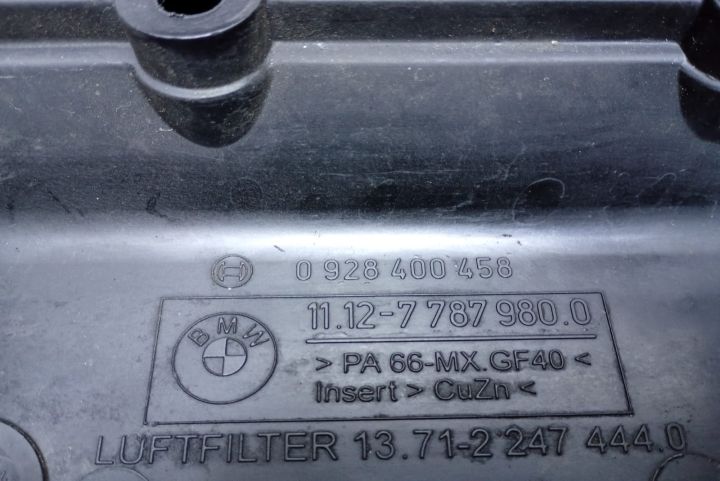 0 928 400 458
11.12-7 787 980.0
BMW
> PA 66-MX.GF40 <
Insert > CuZn <
LUFTFILTER 13.71-2 247 444.0